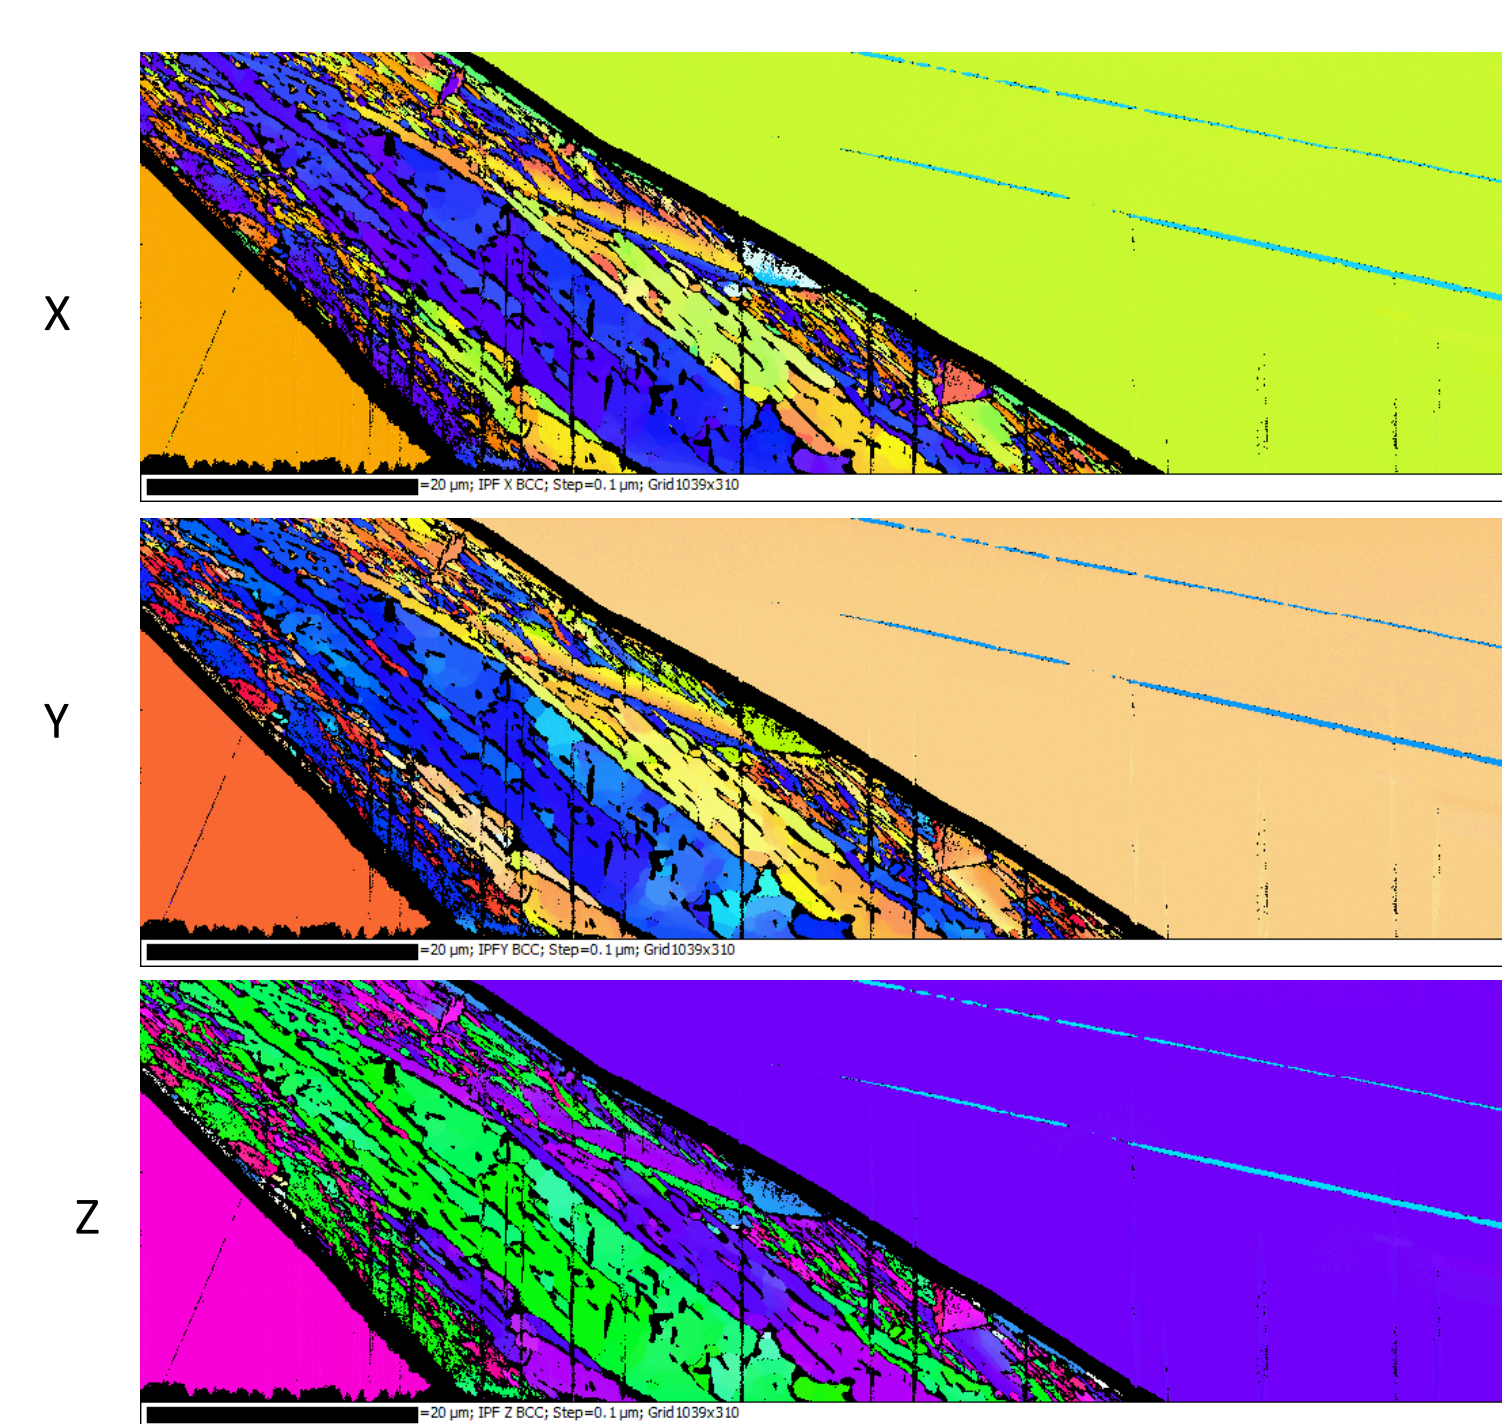 X
=20 µm; IPF X BCC; Step=0.1 µm; Grid1039x310
Y
=20 µm; IPFY BCC; Step=0.1 µm; Grid1039x310
Z
=20 µm; IPF Z BCC; Step=0.1 µm; Grid1039x310